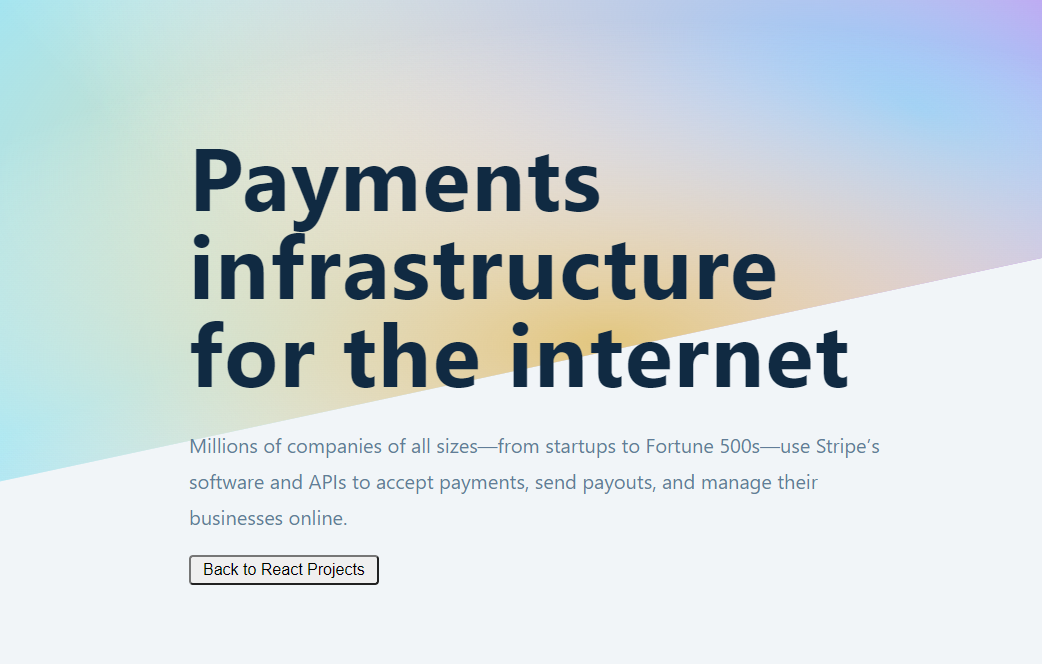 Payments
infrastructure
for the internet
Millions of companies of all sizes—from startups to Fortune 500s—use Stripe’s
software and APIs to accept payments, send payouts, and manage their
businesses online.
Back to React Projects